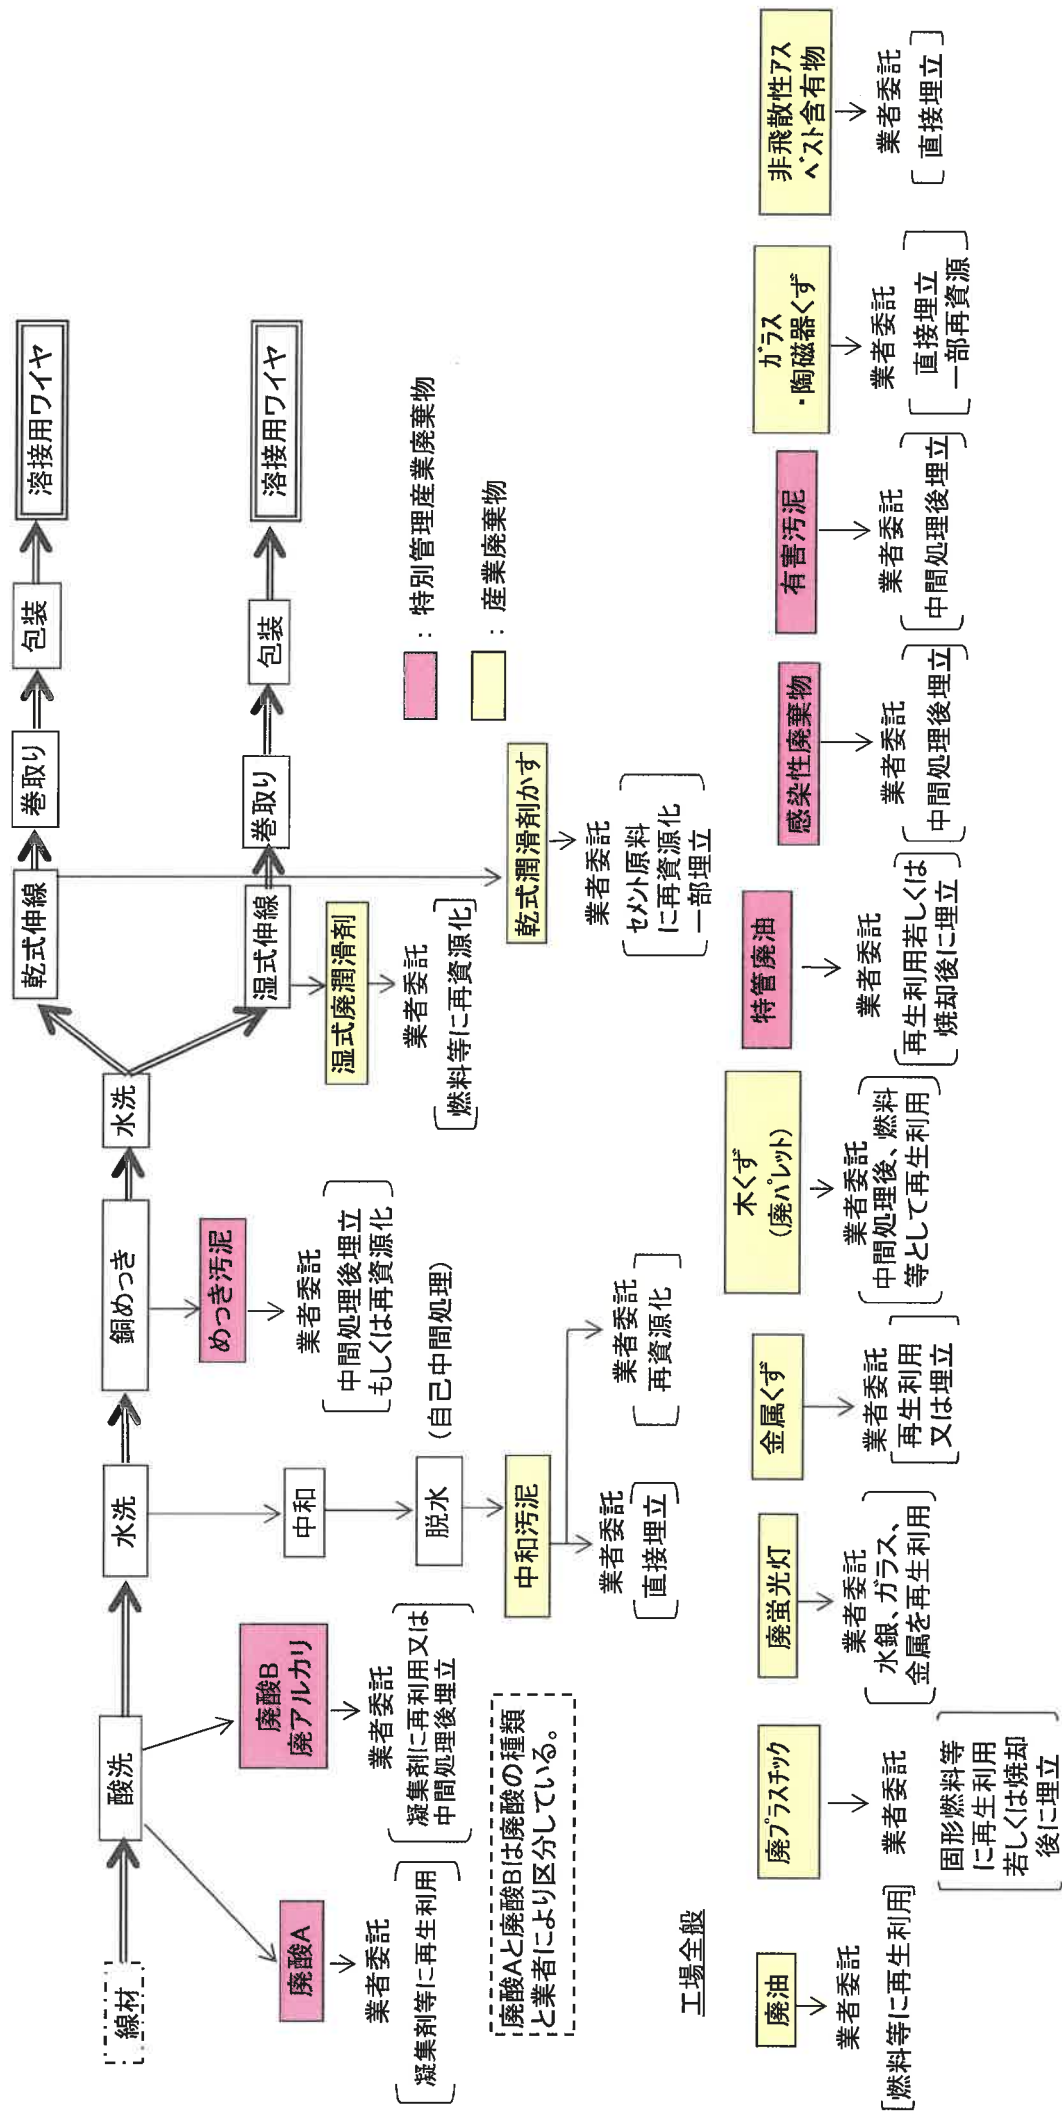 線材
酸洗
水洗
銅めっき
水洗
乾式伸線
巻取り
包装
溶接用ワイヤ
湿式伸線
巻取り
包装
溶接用ワイヤ
廃酸A
業者委託
凝集剤等に再生利用
廃酸B
廃アルカリ
業者委託
凝集剤に再利用又は
中間処理後埋立
廃酸Aと廃酸Bは廃酸の種類
と業者により区分している。
中和
脱水
(自己中間処理)
中和汚泥
業者委託
直接埋立
業者委託
再資源化
めっき汚泥
業者委託
中間処理後埋立
もしくは再資源化
湿式廃潤滑剤
業者委託
燃料等に再資源化
乾式潤滑剤かす
業者委託
セメント原料
に再資源化
一部埋立
:特別管理産業廃棄物
:産業廃棄物
工場全般
廃油
業者委託
燃料等に再生利用
廃プラスチック
業者委託
固形燃料等
に再生利用
若しくは焼却
後に埋立
廃蛍光灯
業者委託
水銀、ガラス、
金属を再生利用
金属くず
業者委託
再生利用
又は埋立
木くず
(廃パレット)
業者委託
中間処理後、燃料
等として再生利用
特管廃油
業者委託
再生利用若しくは
焼却後に埋立
感染性廃棄物
業者委託
中間処理後埋立
有害汚泥
業者委託
中間処理後埋立
ガラス
・陶磁器くず
業者委託
直接埋立
一部再資源
非飛散性アス
ベスト含有物
業者委託
直接埋立